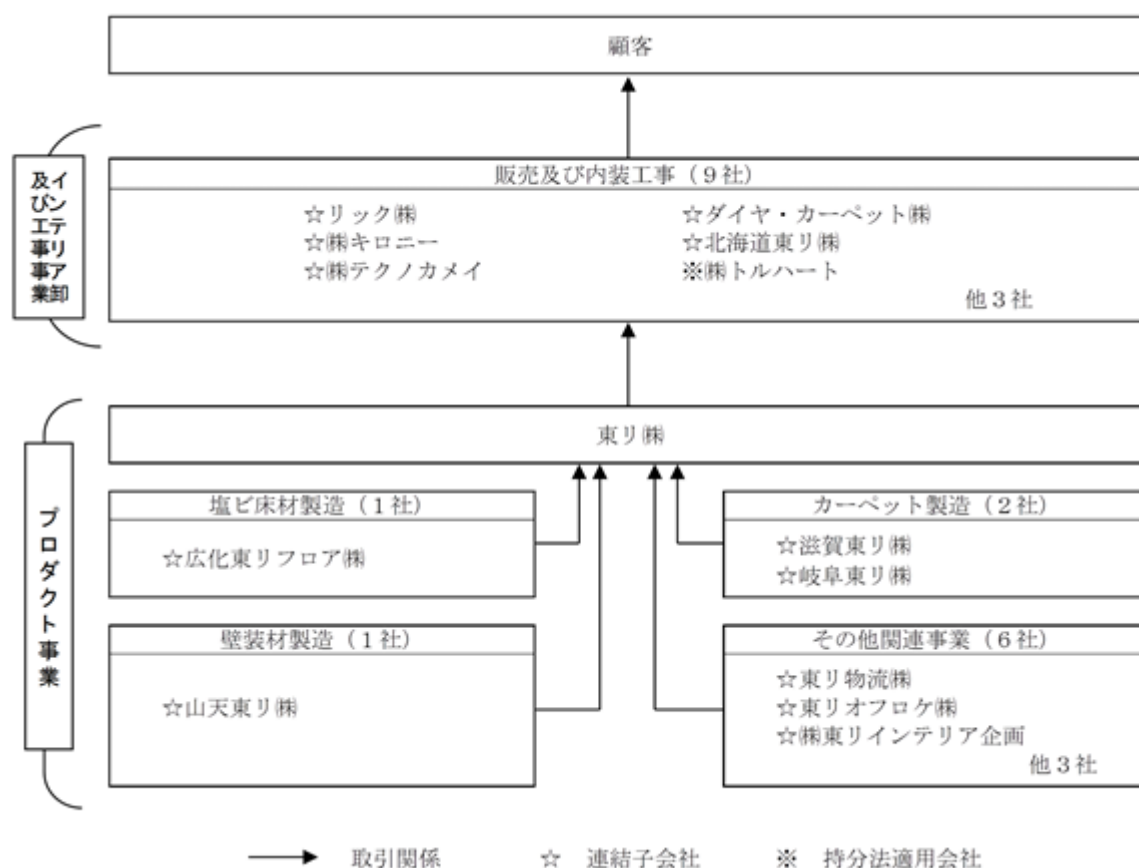 顧客
インテリア卸
及び工事事業
販売及び内装工事（９社）
☆リック㈱
☆㈱キロニー
☆㈱テクノカメイ
☆ダイヤ・カーペット㈱
☆北海道東リ㈱
※㈱トルハート
他３社
プロダクト事業
東リ㈱
塩ビ床材製造（１社）
☆広化東リフロア㈱
カーペット製造（２社）
☆滋賀東リ㈱
☆岐阜東リ㈱
壁装材製造（１社）
☆山天東リ㈱
その他関連事業（６社）
☆東リ物流㈱
☆東リオフロケ㈱
☆㈱東リインテリア企画
他３社
取引関係　☆　連結子会社　※　持分法適用会社